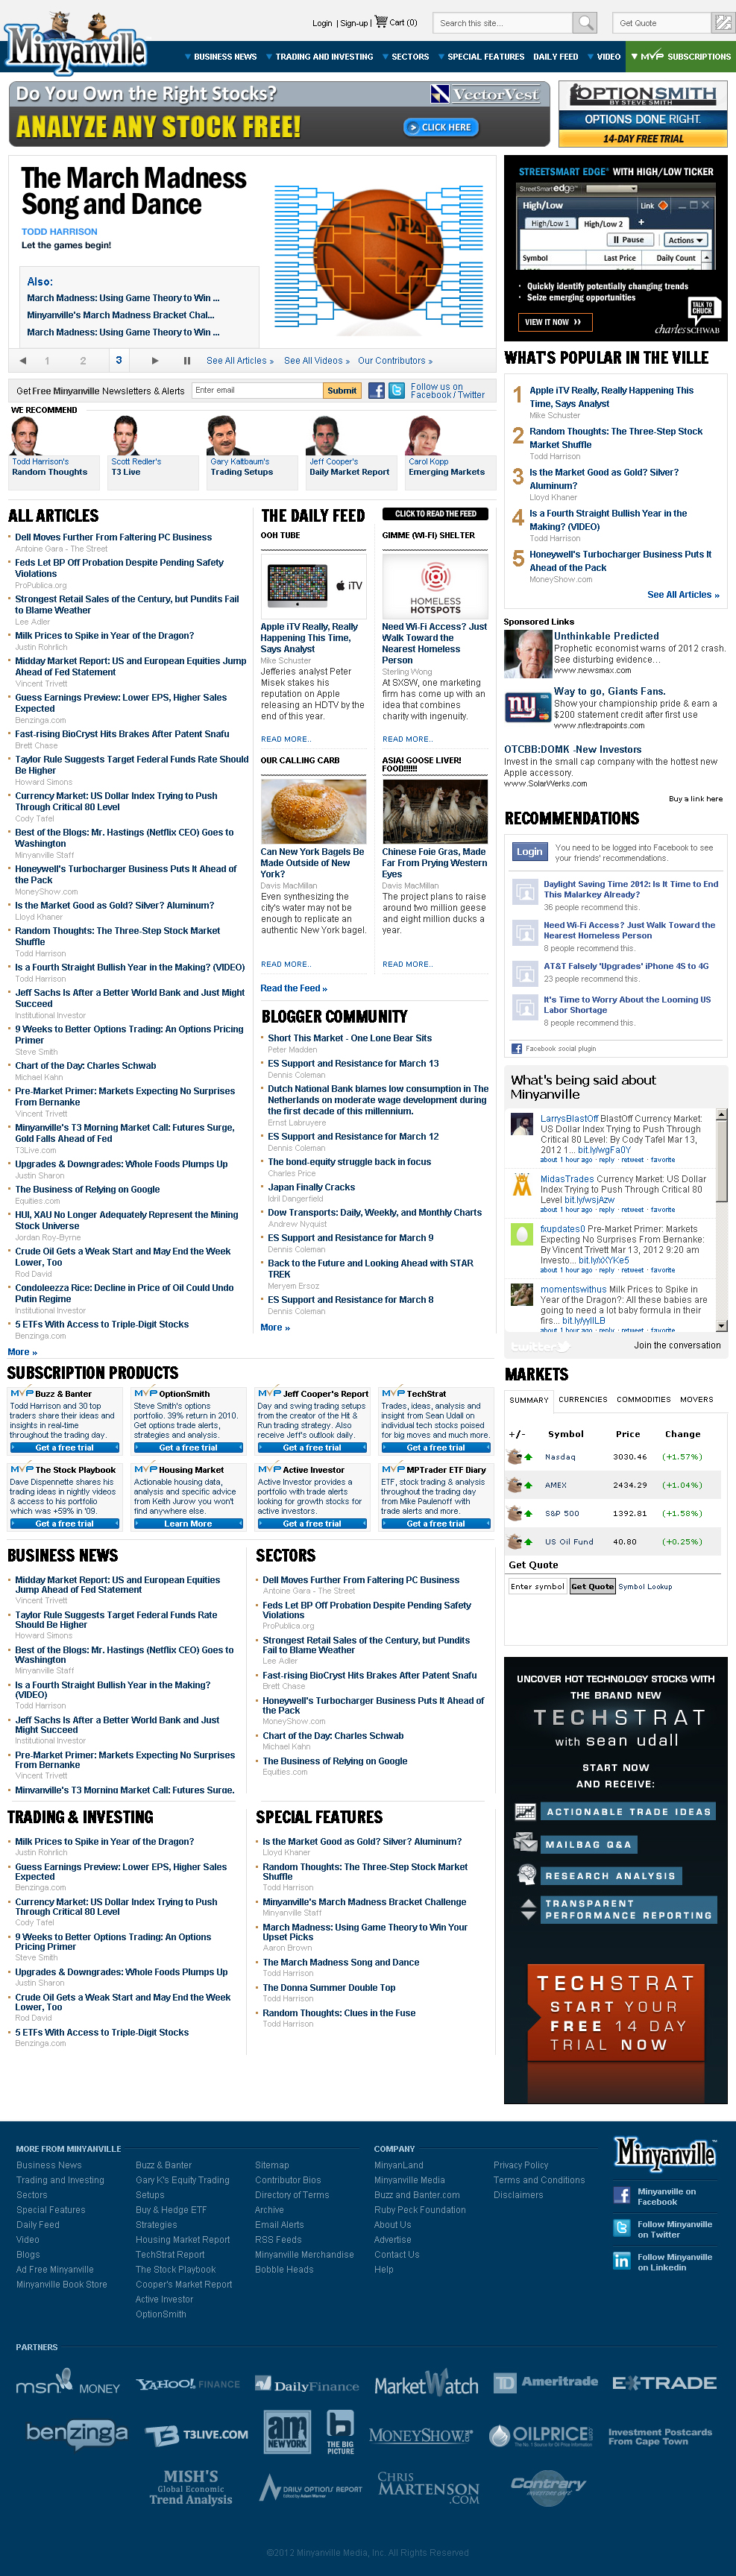 Login | Sign-up | Cart (0)
Search this site...
Get Quote
Minyanville
BUSINESS NEWS
TRADING AND INVESTING
SECTORS
SPECIAL FEATURES
DAILY FEED
VIDEO
MVP SUBSCRIPTIONS
Do You Own the Right Stocks?
VectorVest
ANALYZE ANY STOCK FREE!
CLICK HERE
OPTIONSMITH
BY STEVE SMITH
OPTIONS DONE RIGHT.
14-DAY FREE TRIAL
The March Madness
Song and Dance
TODD HARRISON
Let the games begin!
Also:
March Madness: Using Game Theory to Win ...
Minyanville's March Madness Bracket Chal...
March Madness: Using Game Theory to Win ...
1 2 3
See All Articles »
See All Videos »
Our Contributors »
STREETSMART EDGE® WITH HIGH/LOW TICKER
StreetSmart edge
High/Low
Link
High/Low 1
High/Low 2
+
Pause
Actions
Symbol
Last Price
Daily Count
Quickly identify potentially changing trends
Seize emerging opportunities
VIEW IT NOW
TALK TO CHUCK
charles SCHWAB
Get Free Minyanville Newsletters & Alerts
Enter email
Submit
Follow us on
Facebook / Twitter
WE RECOMMEND
Todd Harrison's
Random Thoughts
Scott Redler's
T3 Live
Gary Kaltbaum's
Trading Setups
Jeff Cooper's
Daily Market Report
Carol Kopp
Emerging Markets
WHAT'S POPULAR IN THE VILLE
1 Apple iTV Really, Really Happening This
Time, Says Analyst
Mike Schuster
2 Random Thoughts: The Three-Step Stock
Market Shuffle
Todd Harrison
3 Is the Market Good as Gold? Silver?
Aluminum?
Lloyd Khaner
4 Is a Fourth Straight Bullish Year in the
Making? (VIDEO)
Todd Harrison
5 Honeywell's Turbocharger Business Puts It
Ahead of the Pack
MoneyShow.com
See All Articles »
ALL ARTICLES
Dell Moves Further From Faltering PC Business
Antoine Gara - The Street
Feds Let BP Off Probation Despite Pending Safety
Violations
ProPublica.org
Strongest Retail Sales of the Century, but Pundits Fail
to Blame Weather
Lee Adler
Milk Prices to Spike in Year of the Dragon?
Justin Rohrlich
Midday Market Report: US and European Equities Jump
Ahead of Fed Statement
Vincent Trivett
Guess Earnings Preview: Lower EPS, Higher Sales
Expected
Benzinga.com
Fast-rising BioCryst Hits Brakes After Patent Snafu
Brett Chase
Taylor Rule Suggests Target Federal Funds Rate Should
Be Higher
Howard Simons
Currency Market: US Dollar Index Trying to Push
Through Critical 80 Level
Cody Tafel
Best of the Blogs: Mr. Hastings (Netflix CEO) Goes to
Washington
Minyanville Staff
Honeywell's Turbocharger Business Puts It Ahead of
the Pack
MoneyShow.com
Is the Market Good as Gold? Silver? Aluminum?
Lloyd Khaner
Random Thoughts: The Three-Step Stock Market
Shuffle
Todd Harrison
Is a Fourth Straight Bullish Year in the Making? (VIDEO)
Todd Harrison
Jeff Sachs Is After a Better World Bank and Just Might
Succeed
Institutional Investor
9 Weeks to Better Options Trading: An Options Pricing
Primer
Steve Smith
Chart of the Day: Charles Schwab
Michael Kahn
Pre-Market Primer: Markets Expecting No Surprises
From Bernanke
Vincent Trivett
Minyanville's T3 Morning Market Call: Futures Surge,
Gold Falls Ahead of Fed
T3Live.com
Upgrades & Downgrades: Whole Foods Plumps Up
Justin Sharon
The Business of Relying on Google
Equities.com
HUI, XAU No Longer Adequately Represent the Mining
Stock Universe
Jordan Roy-Byrne
Crude Oil Gets a Weak Start and May End the Week
Lower, Too
Rod David
Condoleezza Rice: Decline in Price of Oil Could Undo
Putin Regime
Institutional Investor
5 ETFs With Access to Triple-Digit Stocks
Benzinga.com
More »
THE DAILY FEED
CLICK TO READ THE FEED
OOH TUBE
iTV
Apple iTV Really, Really
Happening This Time,
Says Analyst
Mike Schuster
Jefferies analyst Peter
Misek stakes his
reputation on Apple
releasing an HDTV by the
end of this year.
READ MORE..
GIMME (WI-FI) SHELTER
HOMELESS
HOTSPOTS
Need Wi-Fi Access? Just
Walk Toward the
Nearest Homeless
Person
Sterling Wong
At SXSW, one marketing
firm has come up with an
idea that combines
charity with ingenuity.
READ MORE..
OUR CALLING CARB
Can New York Bagels Be
Made Outside of New
York?
Davis MacMillan
Even synthesizing the
city's water may not be
enough to replicate an
authentic New York bagel.
READ MORE..
ASIA! GOOSE LIVER!
FOOD!!!!!!
Chinese Foie Gras, Made
Far From Prying Western
Eyes
Davis MacMillan
The project plans to raise
around two million geese
and eight million ducks a
year.
READ MORE..
Read the Feed »
BLOGGER COMMUNITY
Short This Market - One Lone Bear Sits
Peter Madden
ES Support and Resistance for March 13
Dennis Coleman
Dutch National Bank blames low consumption in The
Netherlands on moderate wage development during
the first decade of this millennium.
Ernst Labruyere
ES Support and Resistance for March 12
Dennis Coleman
The bond-equity struggle back in focus
Charles Price
Japan Finally Cracks
Idril Dangerfield
Dow Transports: Daily, Weekly, and Monthly Charts
Andrew Nyquist
ES Support and Resistance for March 9
Dennis Coleman
Back to the Future and Looking Ahead with STAR
TREK
Meryem Ersoz
ES Support and Resistance for March 8
Dennis Coleman
More »
Sponsored Links
Unthinkable Predicted
Prophetic economist warns of 2012 crash.
See disturbing evidence...
www.newsmax.com
ny
Way to go, Giants Fans.
Show your championship pride & earn a
$200 statement credit after first use
www.nflextrapoints.com
OTCBB:DOMK -New Investors
Invest in the small cap company with the hottest new
Apple accessory.
www.SolarWerks.com
Buy a link here
RECOMMENDATIONS
Login
You need to be logged into Facebook to see
your friends' recommendations.
Daylight Saving Time 2012: Is It Time to End
This Malarkey Already?
36 people recommend this.
Need Wi-Fi Access? Just Walk Toward the
Nearest Homeless Person
8 people recommend this.
AT&T Falsely 'Upgrades' iPhone 4S to 4G
23 people recommend this.
It's Time to Worry About the Looming US
Labor Shortage
8 people recommend this.
Facebook social plugin
What's being said about
Minyanville
LarrysBlastOff BlastOff Currency Market:
US Dollar Index Trying to Push Through
Critical 80 Level: By Cody Tafel Mar 13,
2012 1... bit.ly/wgFa0Y
about 1 hour ago · reply · retweet · favorite
MidasTrades Currency Market: US Dollar
Index Trying to Push Through Critical 80
Level bit.ly/wsjAzw
about 1 hour ago · reply · retweet · favorite
fxupdates0 Pre-Market Primer: Markets
Expecting No Surprises From Bernanke:
By Vincent Trivett Mar 13, 2012 9:20 am
Investo... bit.ly/xXYKe5
about 1 hour ago · reply · retweet · favorite
momentswithus Milk Prices to Spike in
Year of the Dragon?: All these babies are
going to need a lot baby formula in their
firs... bit.ly/yyIlLB
about 1 hour ago · reply · retweet · favorite
twitter
Join the conversation
SUBSCRIPTION PRODUCTS
MVP Buzz & Banter
Todd Harrison and 30 top
traders share their ideas and
insights in real-time
throughout the trading day.
Get a free trial
MVP OptionSmith
Steve Smith's options
portfolio. 39% return in 2010.
Get options trade alerts,
strategies and analysis.
Get a free trial
MVP Jeff Cooper's Report
Day and swing trading setups
from the creator of the Hit &
Run trading strategy. Also
receive Jeff's outlook daily.
Get a free trial
MVP TechStrat
Trades, ideas, analysis and
insight from Sean Udall on
individual tech stocks poised
for big moves and much more.
Get a free trial
MVP The Stock Playbook
Dave Dispennette shares his
trading ideas in nightly videos
& access to his portfolio
which was +59% in '09.
Get a free trial
MVP Housing Market
Actionable housing data,
analysis and specific advice
from Keith Jurow you won't
find anywhere else.
Learn More
MVP Active Investor
Active Investor provides a
portfolio with trade alerts
looking for growth stocks for
active investors.
Get a free trial
MVP MPTrader ETF Diary
ETF, stock trading & analysis
throughout the trading day
from Mike Paulenoff with
trade alerts and more.
Get a free trial
MARKETS
SUMMARY
CURRENCIES
COMMODITIES
MOVERS
+/- Symbol Price Change
Nasdaq 3030.46 (+1.57%)
AMEX 2434.29 (+1.04%)
S&P 500 1392.81 (+1.58%)
US Oil Fund 40.80 (+0.25%)
Get Quote
Enter symbol
Get Quote
Symbol Lookup
BUSINESS NEWS
Midday Market Report: US and European Equities
Jump Ahead of Fed Statement
Vincent Trivett
Taylor Rule Suggests Target Federal Funds Rate
Should Be Higher
Howard Simons
Best of the Blogs: Mr. Hastings (Netflix CEO) Goes to
Washington
Minyanville Staff
Is a Fourth Straight Bullish Year in the Making?
(VIDEO)
Todd Harrison
Jeff Sachs Is After a Better World Bank and Just
Might Succeed
Institutional Investor
Pre-Market Primer: Markets Expecting No Surprises
From Bernanke
Vincent Trivett
Minyanville's T3 Morning Market Call: Futures Surge,
SECTORS
Dell Moves Further From Faltering PC Business
Antoine Gara - The Street
Feds Let BP Off Probation Despite Pending Safety
Violations
ProPublica.org
Strongest Retail Sales of the Century, but Pundits
Fail to Blame Weather
Lee Adler
Fast-rising BioCryst Hits Brakes After Patent Snafu
Brett Chase
Honeywell's Turbocharger Business Puts It Ahead of
the Pack
MoneyShow.com
Chart of the Day: Charles Schwab
Michael Kahn
The Business of Relying on Google
Equities.com
UNCOVER HOT TECHNOLOGY STOCKS WITH
THE BRAND NEW
TECHSTRAT
with sean udall
START NOW
AND RECEIVE:
ACTIONABLE TRADE IDEAS
MAILBAG Q&A
RESEARCH ANALYSIS
TRANSPARENT
PERFORMANCE REPORTING
TECHSTRAT
START YOUR
FREE 14 DAY
TRIAL NOW
TRADING & INVESTING
Milk Prices to Spike in Year of the Dragon?
Justin Rohrlich
Guess Earnings Preview: Lower EPS, Higher Sales
Expected
Benzinga.com
Currency Market: US Dollar Index Trying to Push
Through Critical 80 Level
Cody Tafel
9 Weeks to Better Options Trading: An Options
Pricing Primer
Steve Smith
Upgrades & Downgrades: Whole Foods Plumps Up
Justin Sharon
Crude Oil Gets a Weak Start and May End the Week
Lower, Too
Rod David
5 ETFs With Access to Triple-Digit Stocks
Benzinga.com
SPECIAL FEATURES
Is the Market Good as Gold? Silver? Aluminum?
Lloyd Khaner
Random Thoughts: The Three-Step Stock Market
Shuffle
Todd Harrison
Minyanville's March Madness Bracket Challenge
Minyanville Staff
March Madness: Using Game Theory to Win Your
Upset Picks
Aaron Brown
The March Madness Song and Dance
Todd Harrison
The Donna Summer Double Top
Todd Harrison
Random Thoughts: Clues in the Fuse
Todd Harrison
MORE FROM MINYANVILLE
Business News
Trading and Investing
Sectors
Special Features
Daily Feed
Video
Blogs
Ad Free Minyanville
Minyanville Book Store
Buzz & Banter
Gary K's Equity Trading
Setups
Buy & Hedge ETF
Strategies
Housing Market Report
TechStrat Report
The Stock Playbook
Cooper's Market Report
Active Investor
OptionSmith
Sitemap
Contributor Bios
Directory of Terms
Archive
Email Alerts
RSS Feeds
Minyanville Merchandise
Bobble Heads
COMPANY
MinyanLand
Minyanville Media
Buzz and Banter.com
Ruby Peck Foundation
About Us
Advertise
Contact Us
Help
Privacy Policy
Terms and Conditions
Disclaimers
Minyanville
Minyanville on
Facebook
Follow Minyanville
on Twitter
Follow Minyanville
on Linkedin
PARTNERS
msn MONEY
YAHOO! FINANCE
DailyFinance
MarketWatch
TD Ameritrade
E*TRADE
benzinga
T3LIVE.COM
am NEW YORK
THE BIG
PICTURE
MONEYSHOW.COM
OILPRICE.COM
Investment Postcards
From Cape Town
MISH'S
Global Economic
Trend Analysis
DAILY OPTIONS REPORT
Edited by Adam Warner
CHRIS
MARTENSON
.COM
Contrary
©2012 Minyanville Media, Inc. All Rights Reserved